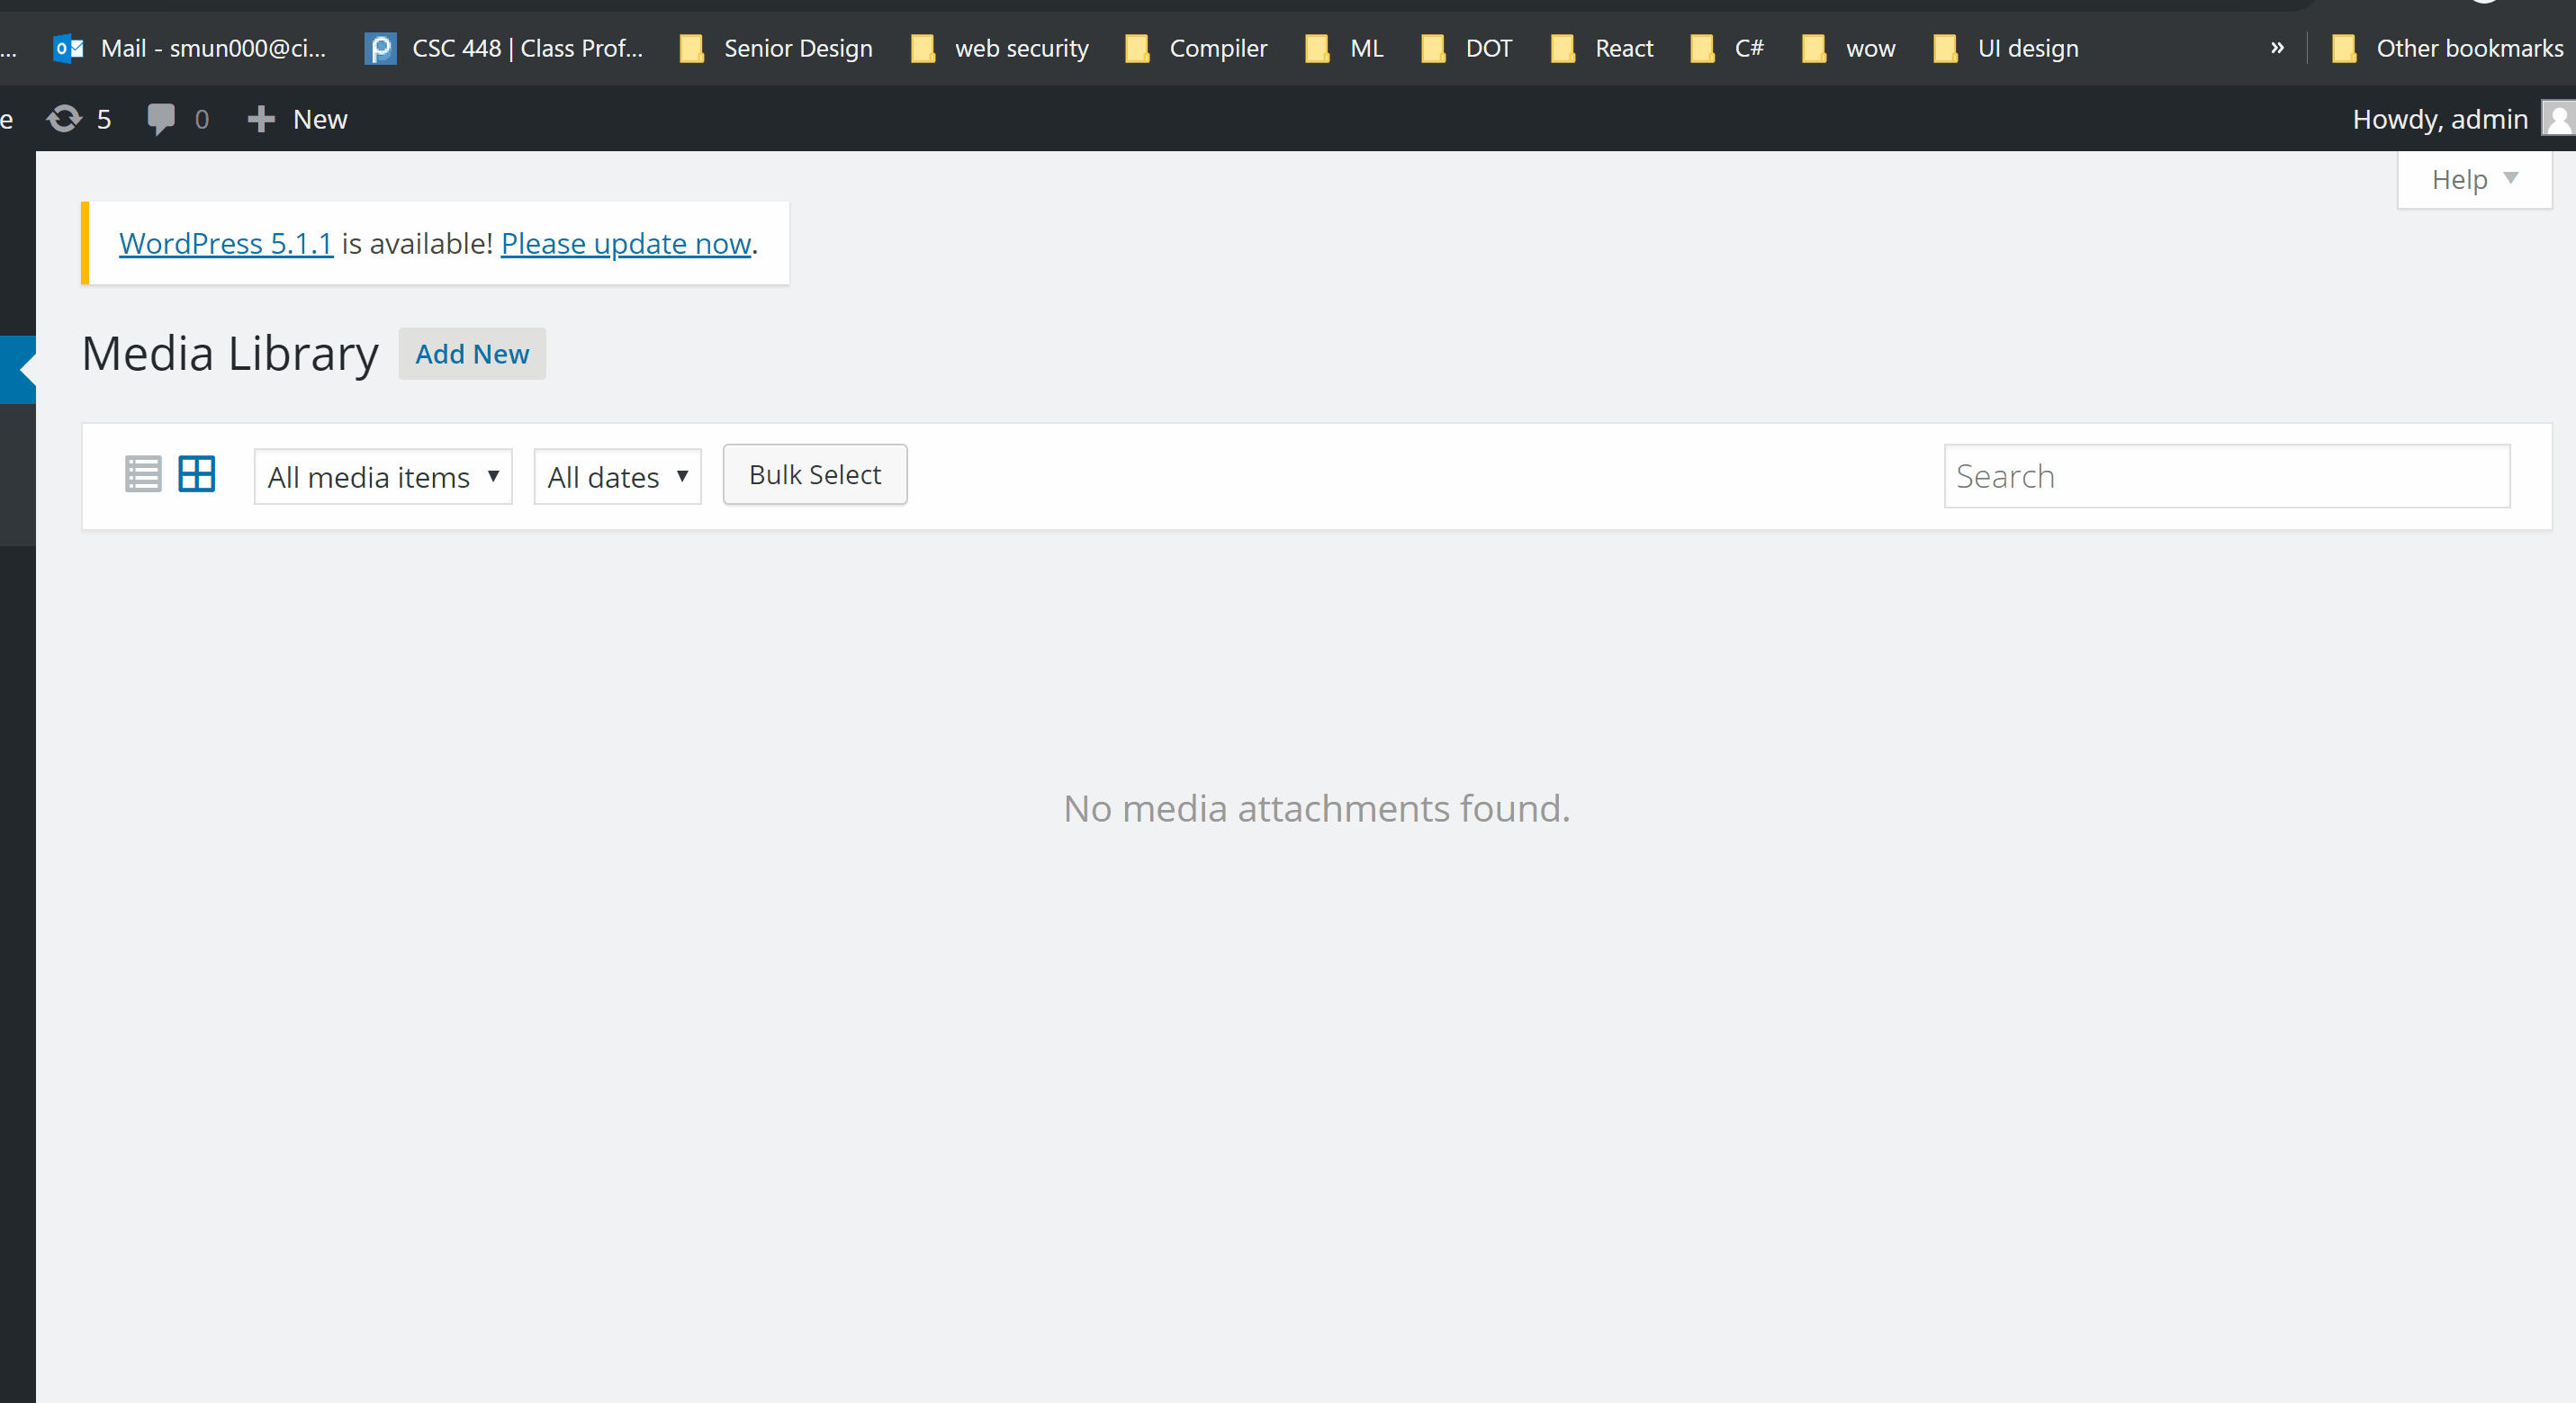 ... Mail - smun000@ci... CSC 448 | Class Prof... Senior Design web security Compiler ML DOT React C# wow UI design » Other bookmarks
e 5 0 New Howdy, admin
Help ▼
WordPress 5.1.1 is available! Please update now.
Media Library Add New
All media items ▼ All dates ▼ Bulk Select Search
No media attachments found.